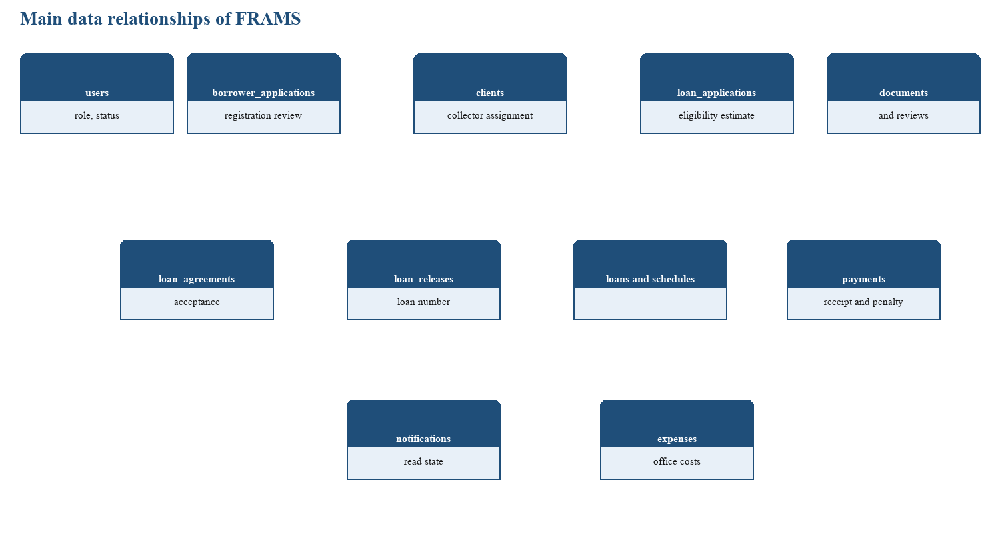 Main data relationships of FRAMS
users
role, status
borrower_applications
registration review
clients
collector assignment
loan_applications
eligibility estimate
documents
and reviews
loan_agreements
acceptance
loan_releases
loan number
loans and schedules
payments
receipt and penalty
notifications
read state
expenses
office costs